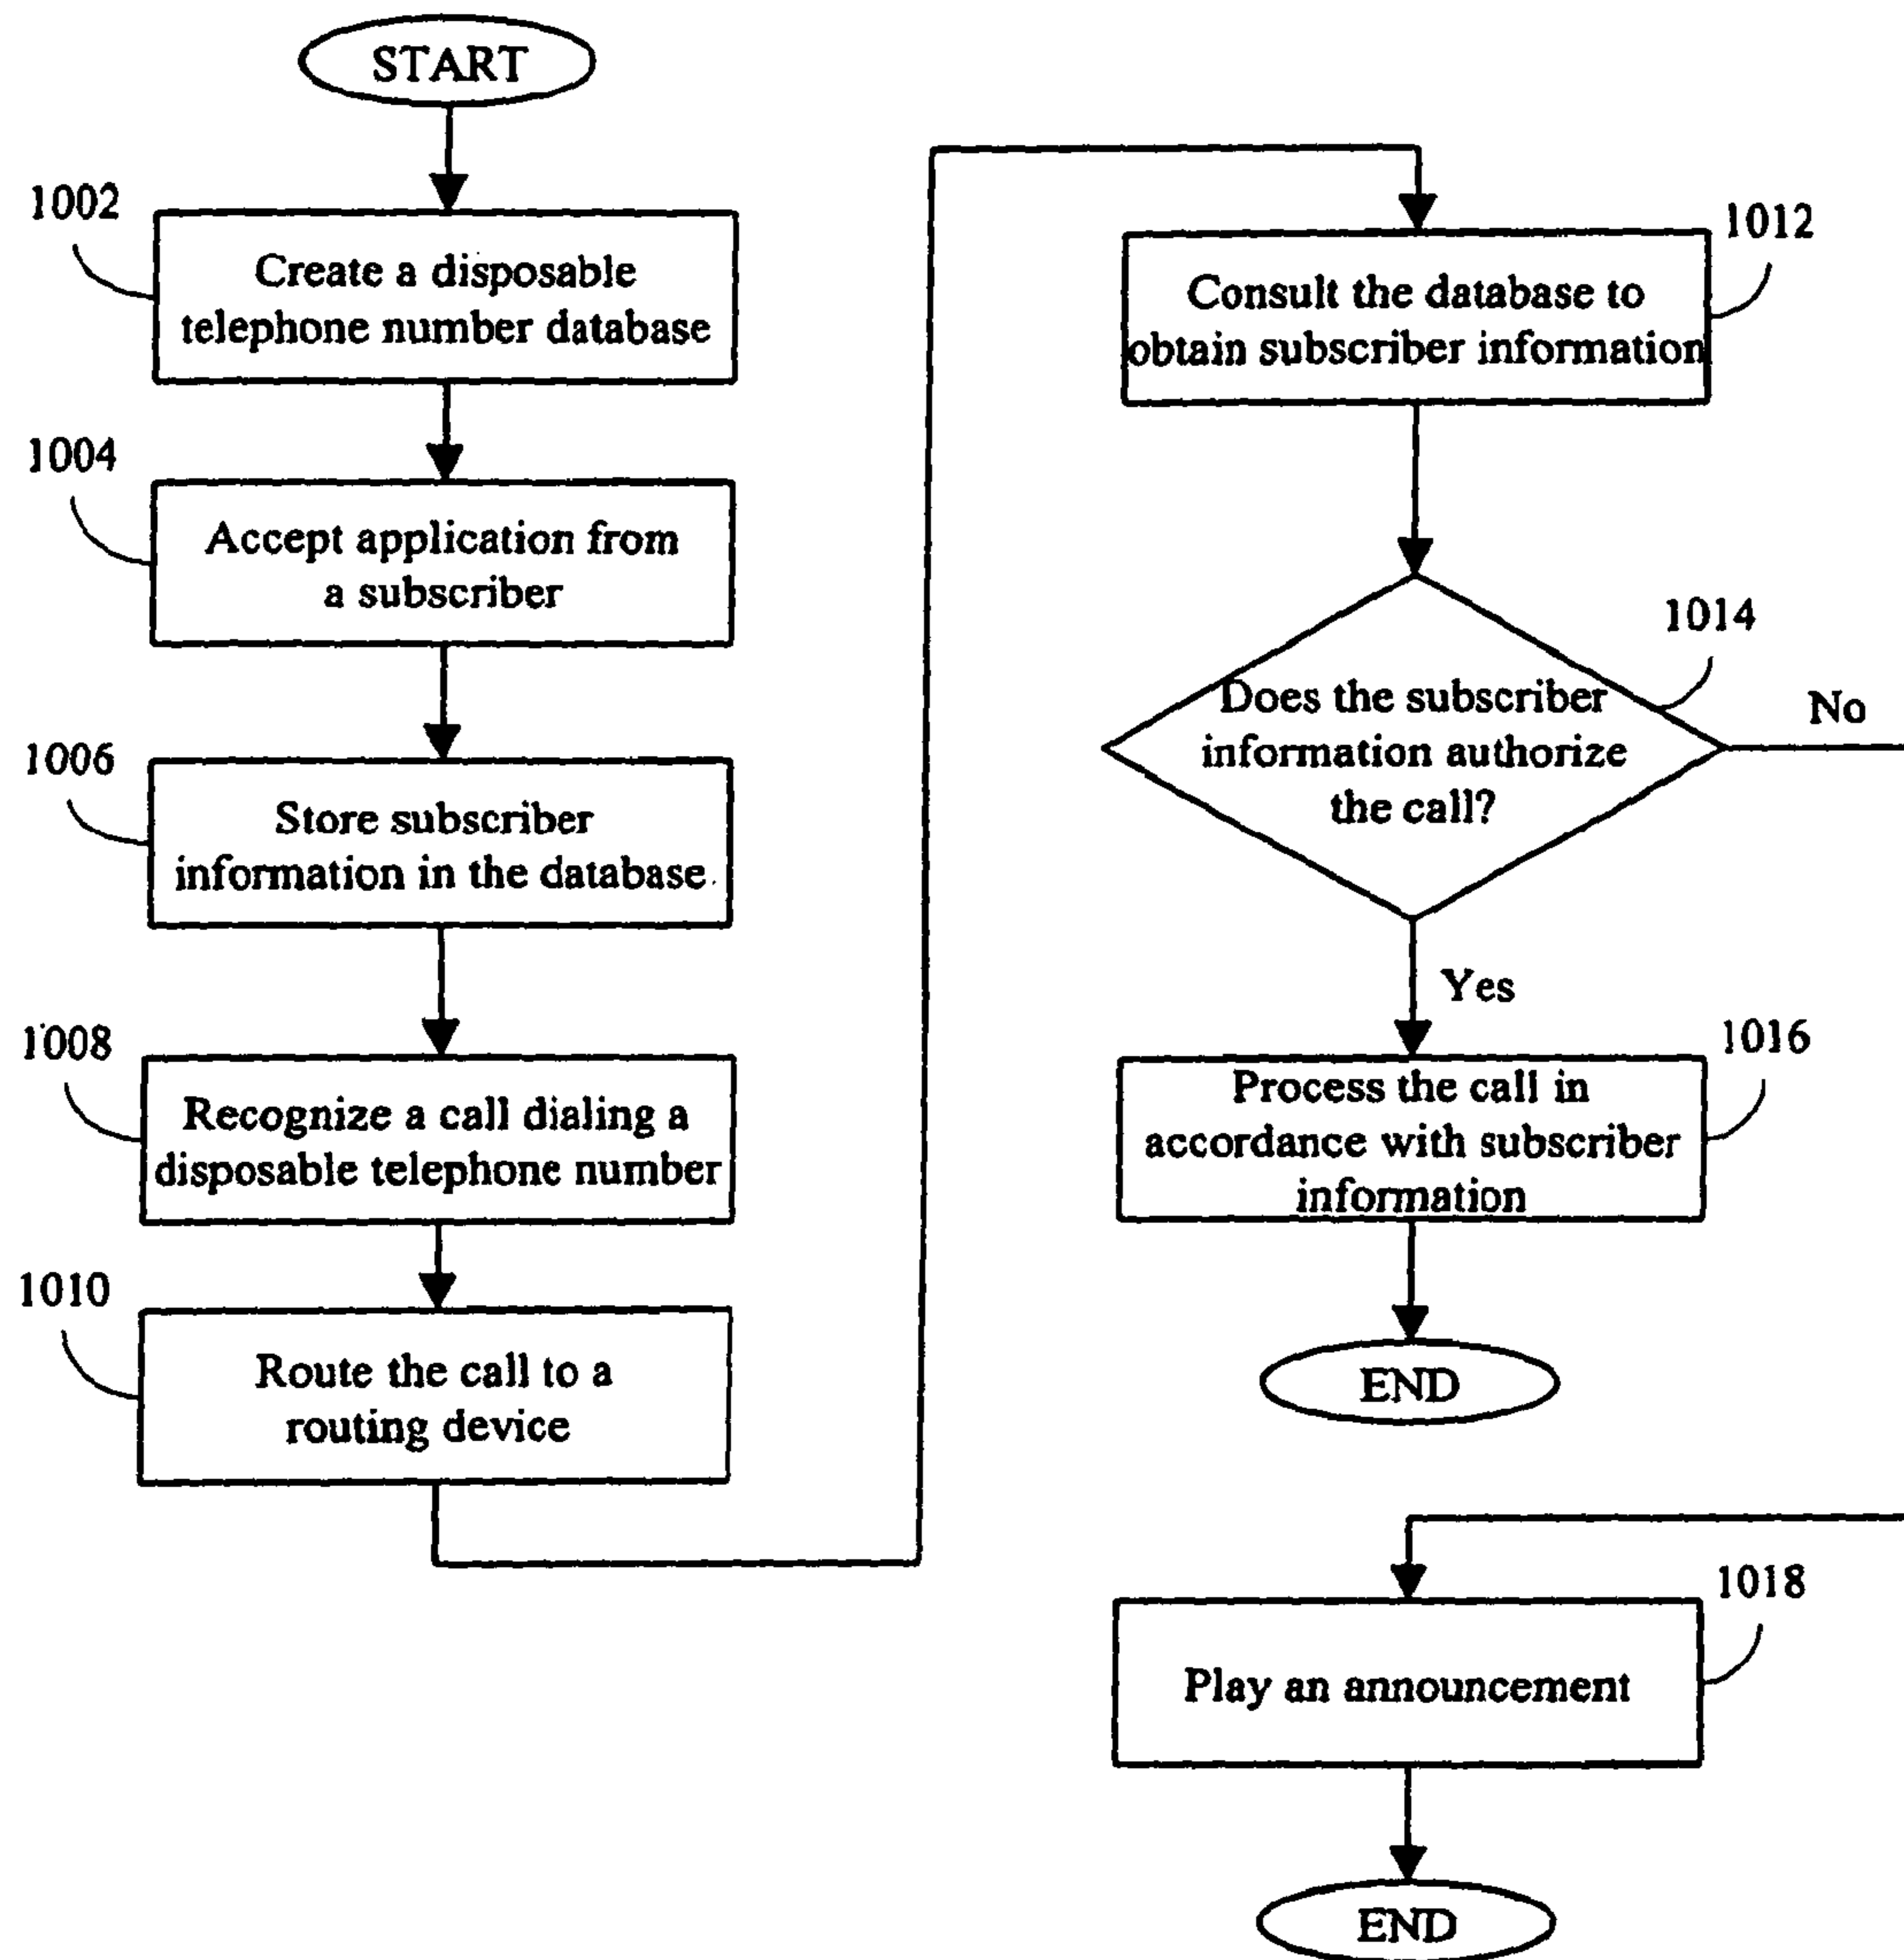 START
1002
Create a disposable
telephone number database
1004
Accept application from
a subscriber
1006
Store subscriber
information in the database
1008
Recognize a call dialing a
disposable telephone number
1010
Route the call to a
routing device
1012
Consult the database to
obtain subscriber information
1014
Does the subscriber
information authorize
the call?
No
Yes
1016
Process the call in
accordance with subscriber
information
END
1018
Play an announcement
END